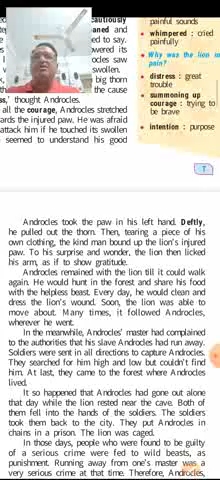 cautiously
ned and
ed to say.
owered its
ocles saw
swollen.
big thorn
the cause
ss,' thought Androcles.
all the courage, Androclus stretched
ards the injured paw. He was afraid
attack him if he touched its swollen
seemed to understand his good
painful sounds
• whimpered : cried
painfully
• Why was the lion in
pain?
• distress : great
trouble
• summoning up
courage : trying to
be brave
• intention : purpose
7
Androcles took the paw in his left hand. Deftly,
he pulled out the thorn. Then, tearing a piece of his
own clothing, the kind man bound up the lion's injured
paw. To his surprise and wonder, the lion then licked
his arm, as if to show gratitude.
Androcles remained with the lion till it could walk
again. He would hunt in the forest and share his food
with the helpless beast. Every day, he would clean and
dress the lion's wound. Soon, the lion was able to
move about. Many times, it followed Androcles,
wherever he went.
In the meanwhile, Androcles' master had complained
to the authorities that his slave Androcles had run away.
Soldiers were sent in all directions to capture Androcles.
They searched for him high and low but couldn't find
him. At last, they came to the forest where Androcles
lived.
It so happened that Androcles had gone out alone
that day while the lion rested near the cave. Both of
them fell into the hands of the soldiers. The soldiers
took them back to the city. They put Androcles in
chains in a prison. The lion was caged.
In those days, people who were found to be guilty
of a serious crime were fed to wild beasts, as
punishment. Running away from one's master was a
very serious crime at that time. Therefore, Androcles,